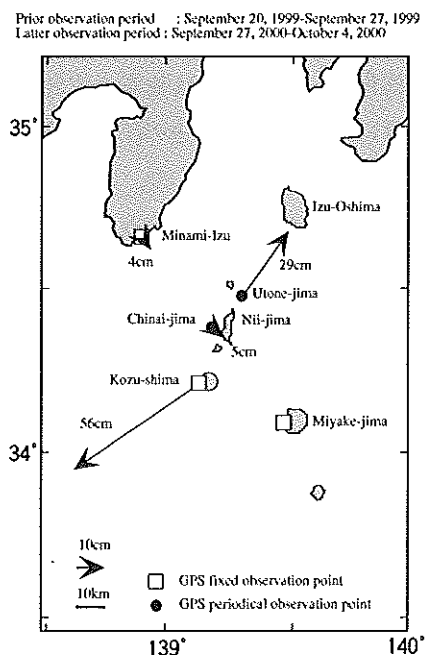 Prior observation period : September 20, 1999-September 27, 1999
Latter observation period : September 27, 2000-October 4, 2000
35°
Izu-Oshima
Minami-Izu
4cm
29cm
Utone-jima
Chinai-jima
Nii-jima
5cm
Kozu-shima
56cm
Miyake-jima
34°
10cm
GPS fixed observation point
10km
GPS periodical observation point
139°
140°